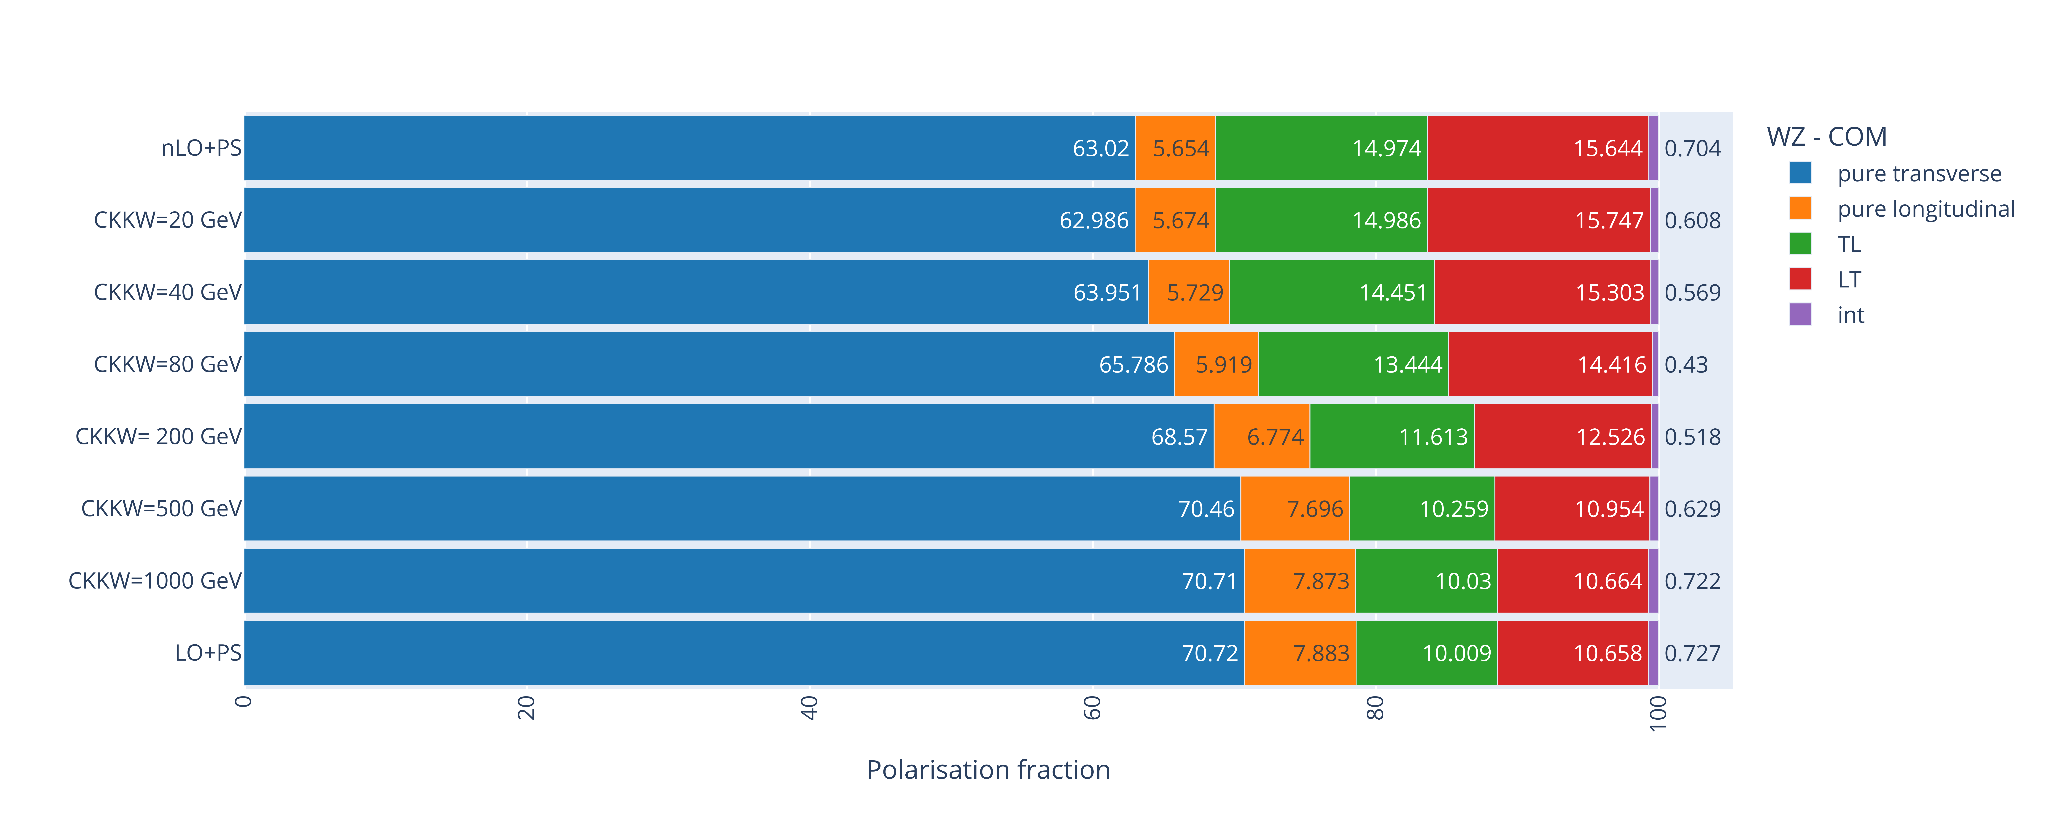 WZ - COM
pure transverse
pure longitudinal
TL
LT
int
nLO+PS 63.02 5.654 14.974 15.644 0.704
CKKW=20 GeV 62.986 5.674 14.986 15.747 0.608
CKKW=40 GeV 63.951 5.729 14.451 15.303 0.569
CKKW=80 GeV 65.786 5.919 13.444 14.416 0.43
CKKW= 200 GeV 68.57 6.774 11.613 12.526 0.518
CKKW=500 GeV 70.46 7.696 10.259 10.954 0.629
CKKW=1000 GeV 70.71 7.873 10.03 10.664 0.722
LO+PS 70.72 7.883 10.009 10.658 0.727
0 20 40 60 80 100
Polarisation fraction